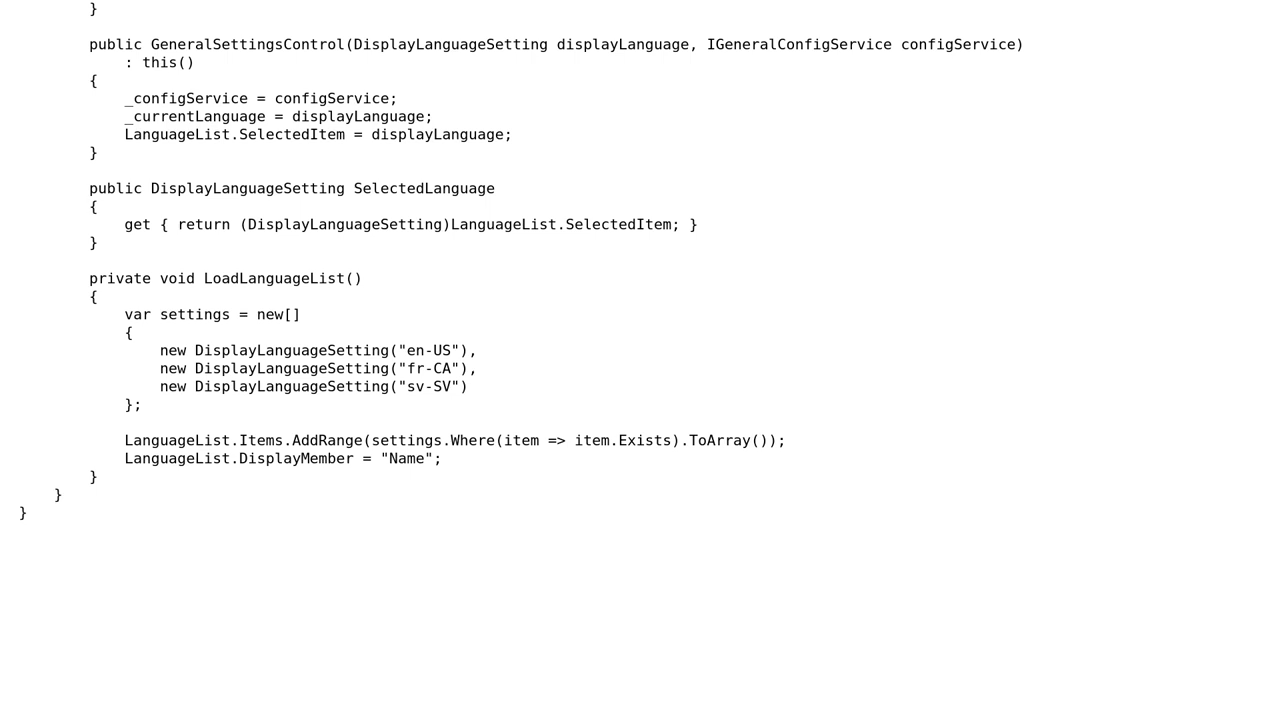 }

        public GeneralSettingsControl(DisplayLanguageSetting displayLanguage, IGeneralConfigService configService)
            : this()
        {
            _configService = configService;
            _currentLanguage = displayLanguage;
            LanguageList.SelectedItem = displayLanguage;
        }

        public DisplayLanguageSetting SelectedLanguage
        {
            get { return (DisplayLanguageSetting)LanguageList.SelectedItem; }
        }

        private void LoadLanguageList()
        {
            var settings = new[]
            {
                new DisplayLanguageSetting("en-US"),
                new DisplayLanguageSetting("fr-CA"),
                new DisplayLanguageSetting("sv-SV")
            };

            LanguageList.Items.AddRange(settings.Where(item => item.Exists).ToArray());
            LanguageList.DisplayMember = "Name";
        }
    }
}